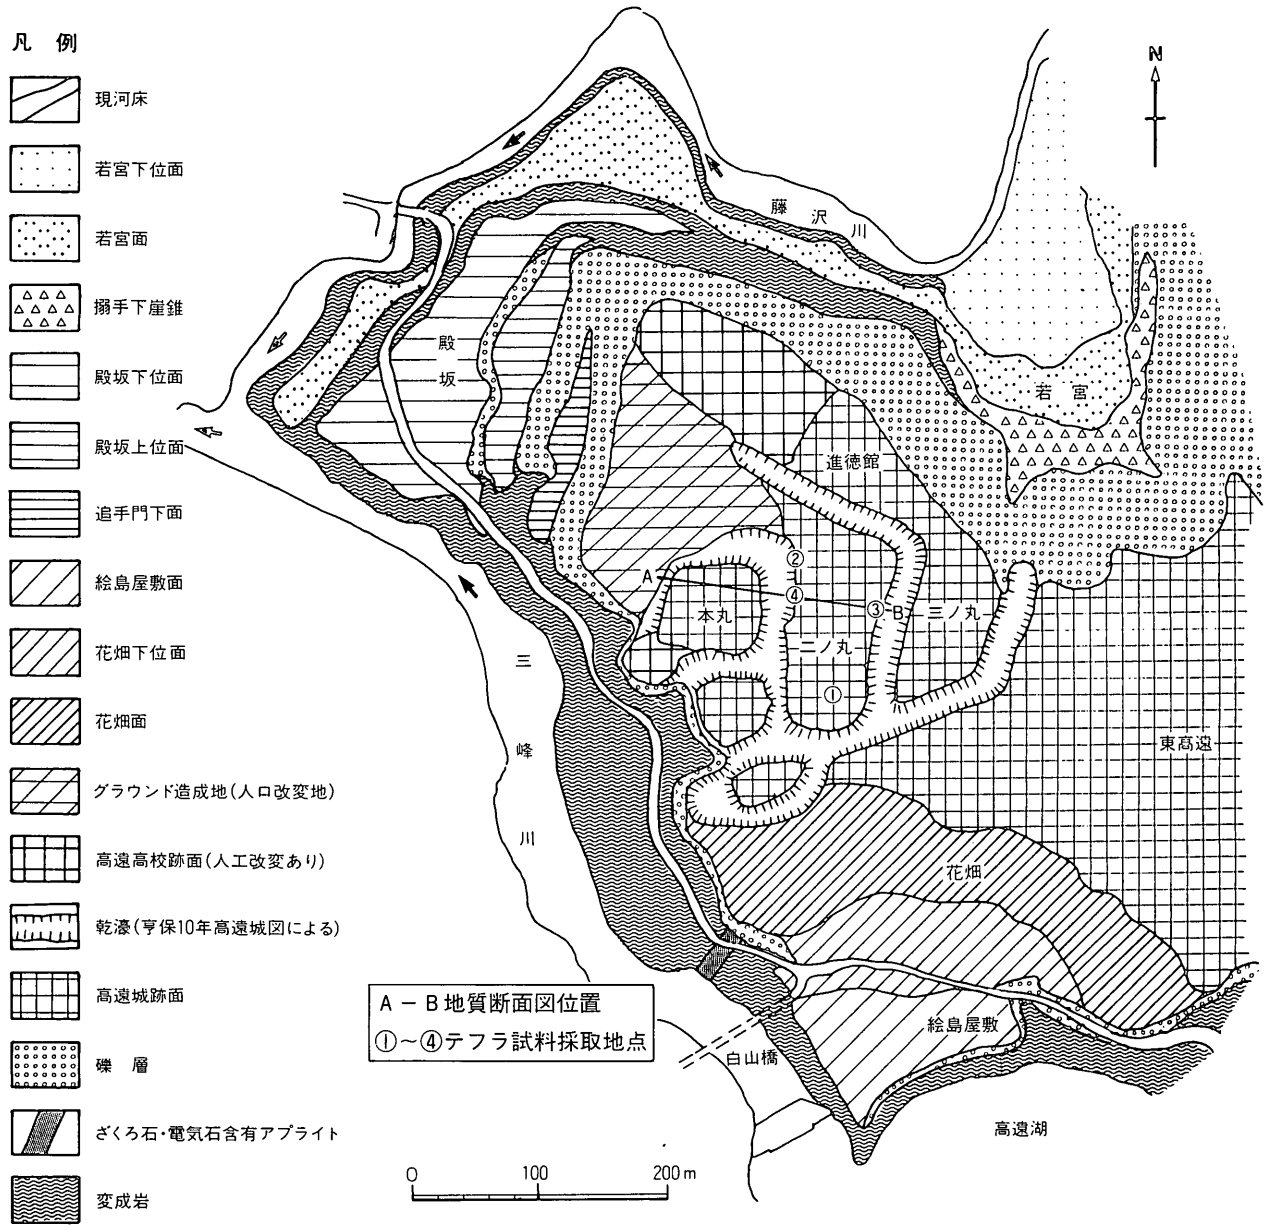 凡 例
現河床
若宮下位面
若宮面
搦手下崖錐
殿坂下位面
殿坂上位面
追手門下面
絵島屋敷面
花畑下位面
花畑面
グラウンド造成地(人口改変地)
高遠高校跡面(人工改変あり)
乾濠(亨保10年高遠城図による)
高遠城跡面
礫 層
ざくろ石・電気石含有アプライト
変成岩
N
藤沢川
殿坂
若宮
進徳館
A
②
④
③
B
三ノ丸
本丸
二ノ丸
①
三峰川
東高遠
花畑
絵島屋敷
白山橋
高遠湖
A-B地質断面図位置
①~④テフラ試料採取地点
0 100 200m